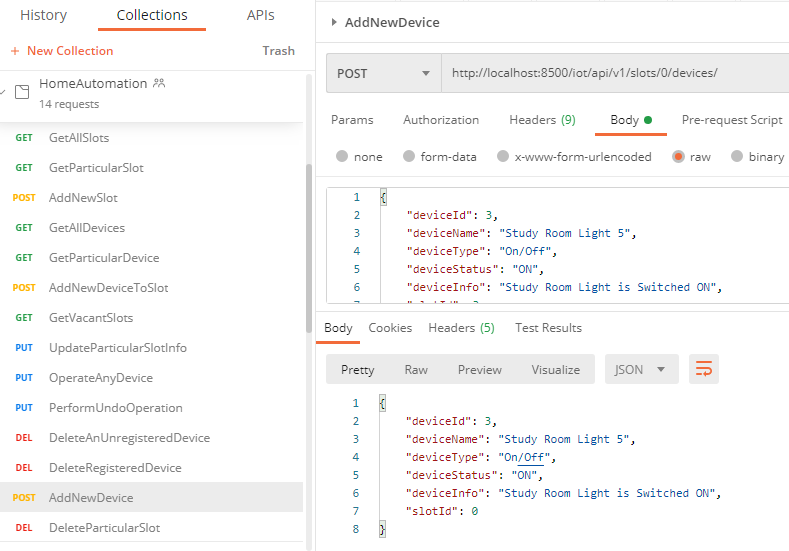 History Collections APIs
+ New Collection Trash
HomeAutomation
14 requests
GET GetAllSlots
GET GetParticularSlot
POST AddNewSlot
GET GetAllDevices
GET GetParticularDevice
POST AddNewDeviceToSlot
GET GetVacantSlots
PUT UpdateParticularSlotInfo
PUT OperateAnyDevice
PUT PerformUndoOperation
DEL DeleteAnUnregisteredDevice
DEL DeleteRegisteredDevice
POST AddNewDevice
DEL DeleteParticularSlot
AddNewDevice
POST http://localhost:8500/iot/api/v1/slots/0/devices/
Params Authorization Headers (9) Body Pre-request Script
none form-data x-www-form-urlencoded raw binary
1 {
2 "deviceId": 3,
3 "deviceName": "Study Room Light 5",
4 "deviceType": "On/Off",
5 "deviceStatus": "ON",
6 "deviceInfo": "Study Room Light is Switched ON",
Body Cookies Headers (5) Test Results
Pretty Raw Preview Visualize JSON
1 {
2 "deviceId": 3,
3 "deviceName": "Study Room Light 5",
4 "deviceType": "On/Off",
5 "deviceStatus": "ON",
6 "deviceInfo": "Study Room Light is Switched ON",
7 "slotId": 0
8 }